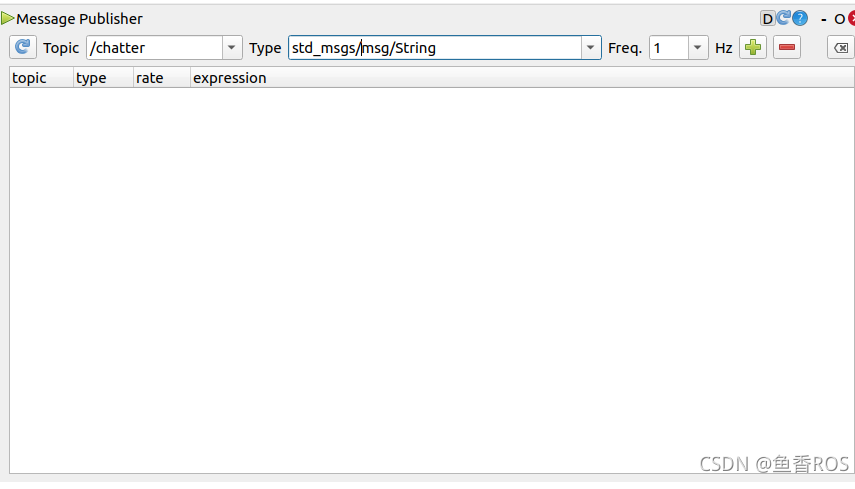 Message Publisher D ? - O
Topic /chatter Type std_msgs/msg/String Freq. 1 Hz
topic type rate expression
CSDN @鱼香ROS